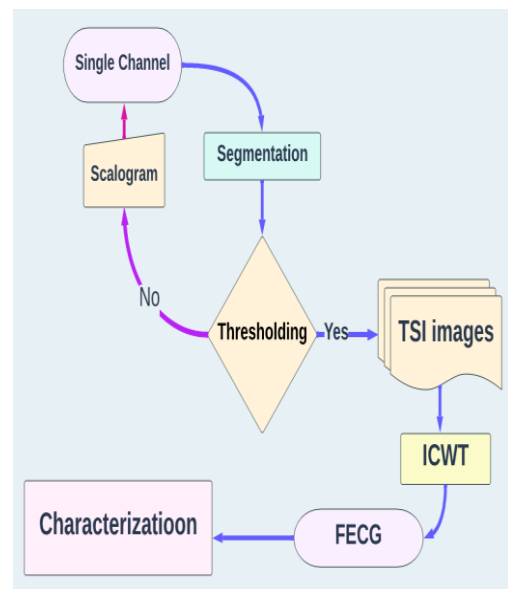 Single Channel
Segmentation
Scalogram
No
Thresholding
Yes
TSI images
ICWT
Characterizatioon
FECG